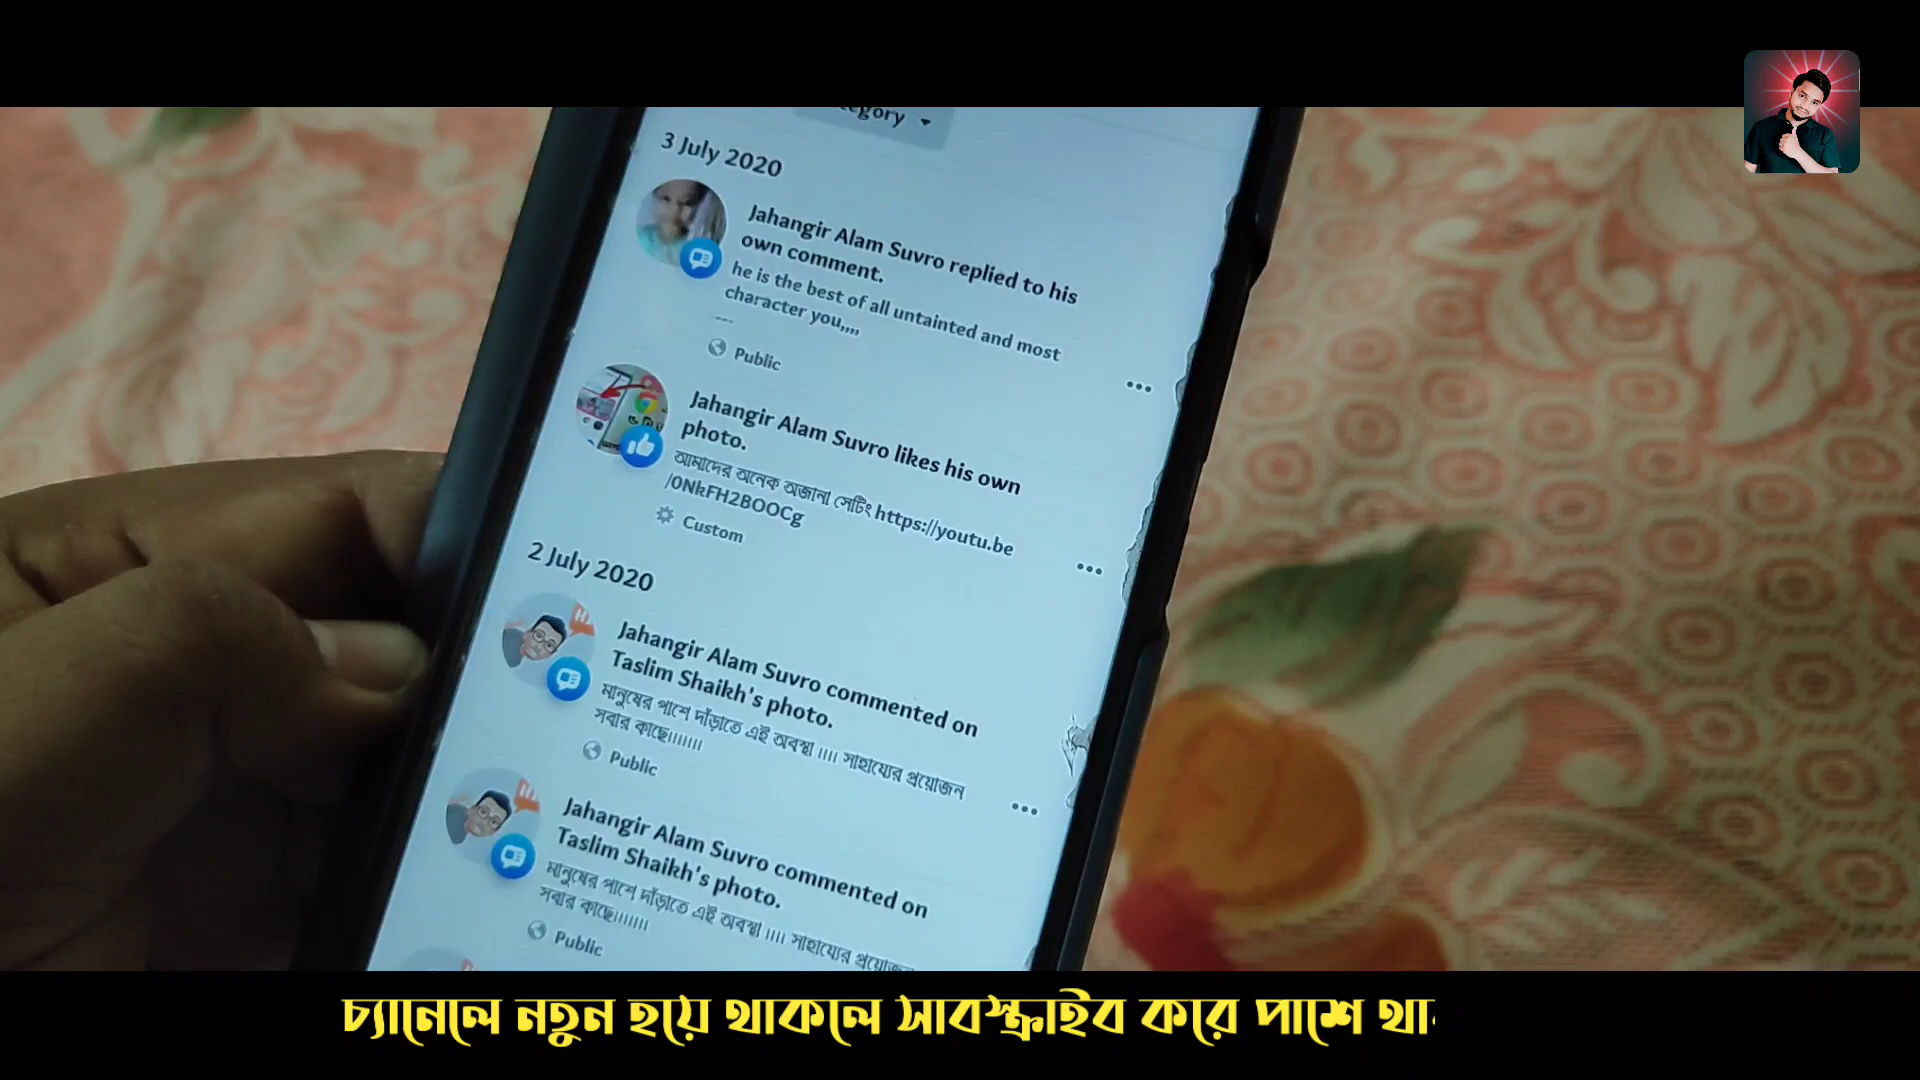 3 July 2020
Jahangir Alam Suvro replied to his
own comment.
he is the best of all untainted and most
character you,,,,
---
Public
Jahangir Alam Suvro likes his own
photo.
আমাদের অনেক অজানা সেটিং https://youtu.be
/0NkFH2BOOCg
Custom
2 July 2020
Jahangir Alam Suvro commented on
Taslim Shaikh's photo.
মানুষের পাশে দাঁড়াতে এই অবস্থা ।।।। সাহায্যের প্রয়োজন
সবার কাছে।।।।।।।
Public
Jahangir Alam Suvro commented on
Taslim Shaikh's photo.
মানুষের পাশে দাঁড়াতে এই অবস্থা ।।।। সাহায্যের
সবার কাছে।।।।।।।
Public
চ্যানেলে নতুন হয়ে থাকলে সাবস্ক্রাইব করে পাশে